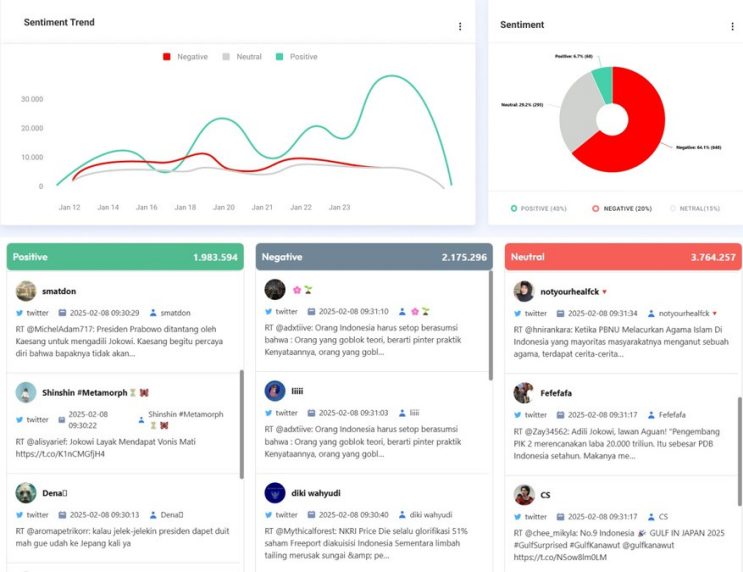 Sentiment Trend
Negative Neutral Positive
30.000
20.000
10.000
0
Jan 12 Jan 14 Jan 16 Jan 18 Jan 20 Jan 21 Jan 22 Jan 23
Sentiment
Positive: 6.7% (68)
Neutral: 29.2% (295)
Negative: 64.1% (648)
POSITIVE (40%) NEGATIVE (20%) NETRAL(15%)
Positive 1.983.594
smatdon
twitter 2025-02-08 09:30:29 smatdon
RT @MichelAdam717: Presiden Prabowo ditantang oleh
Kaesang untuk mengadili Jokowi. Kaesang begitu percaya
diri bahwa bapaknya tidak akan...
Shinshin #Metamorph ⏳ 🦋
twitter 2025-02-08
09:30:22 Shinshin #Metamorph
⏳ 🦋
RT @alisyarief: Jokowi Layak Mendapat Vonis Mati
https://t.co/K1nCMGfjH4
Dena
twitter 2025-02-08 09:30:13 Dena
RT @aromapetrikorr: kalau jelek-jelekin presiden dapet duit
mah gue udah ke Jepang kali ya
Negative 2.175.296
🌸 🌱
twitter 2025-02-08 09:31:10 🌸 🌱
RT @adxtiive: Orang Indonesia harus setop berasumsi
bahwa : Orang yang goblok teori, berarti pinter praktik
Kenyataannya, orang yang gobl...
liiii
twitter 2025-02-08 09:31:03 liiii
RT @adxtiive: Orang Indonesia harus setop berasumsi
bahwa : Orang yang goblok teori, berarti pinter praktik
Kenyataannya, orang yang gobl...
diki wahyudi
twitter 2025-02-08 09:30:40 diki wahyudi
RT @Mythicalforest: NKRI Price Die selalu glorifikasi 51%
saham Freeport diakuisisi Indonesia Sementara limbah
tailing merusak sungai &amp; pe...
Neutral 3.764.257
notyourhealfck
twitter 2025-02-08 09:31:34 notyourhealfck
RT @hnirankara: Ketika PBNU Melacurkan Agama Islam Di
Indonesia yang mayoritas masyarakatnya menganut sebuah
agama, terdapat cerita-cerita...
Fefefafa
twitter 2025-02-08 09:31:17 Fefefafa
RT @Zay34562: Adili Jokowi, lawan Aguan! "Pengembang
PIK 2 merencanakan laba 20.000 triliun. Itu sebesar PDB
Indonesia setahun. Makanya me...
CS
twitter 2025-02-08 09:31:17 CS
RT @chee_mikyla: No.9 Indonesia 🎉 GULF IN JAPAN 2025
#GulfSurprised #GulfKanawut @gulfkanawut
https://t.co/N5ow8lm0LM